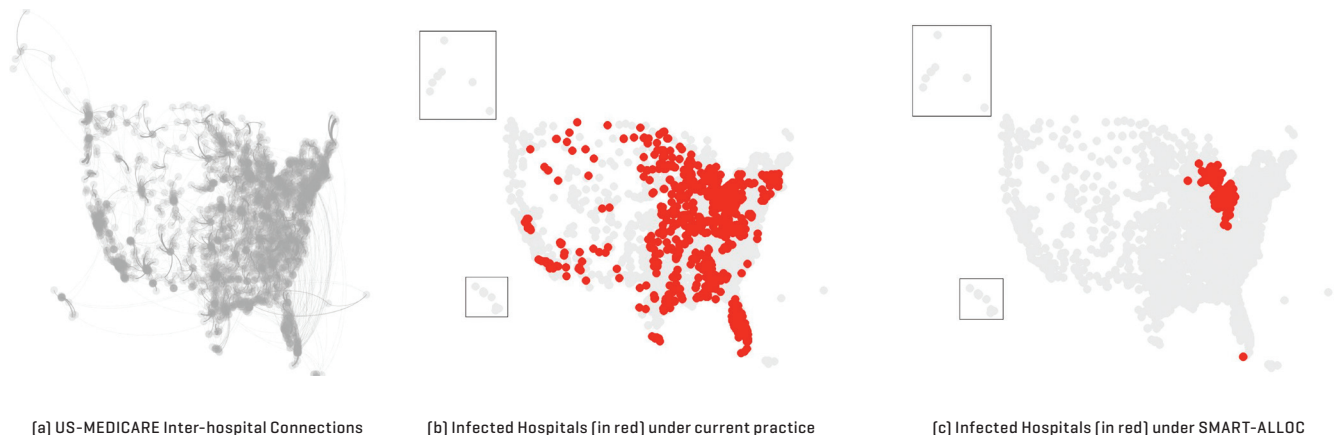 (a) US-MEDICARE Inter-hospital Connections
(b) Infected Hospitals (in red) under current practice
(c) Infected Hospitals (in red) under SMART-ALLOC